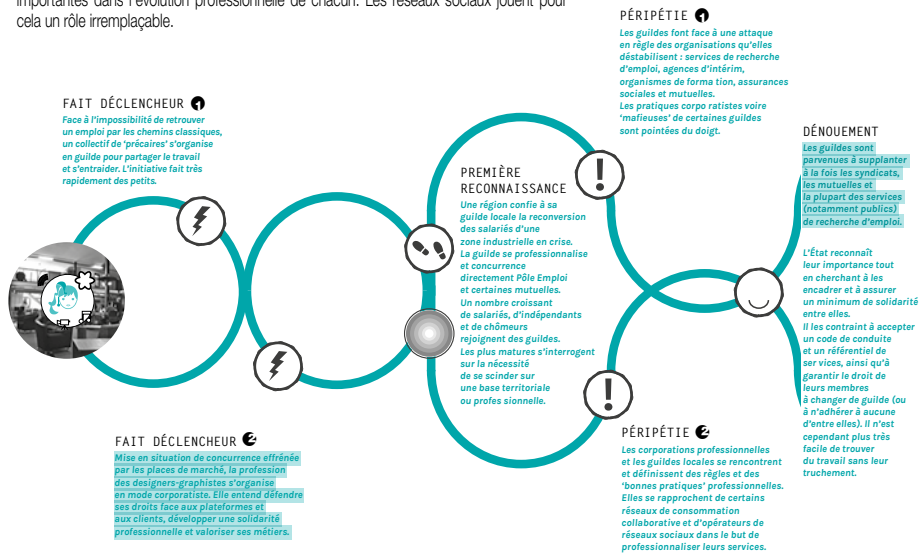 importantes dans l'évolution professionnelle de chacun. Les réseaux sociaux jouent pour
cela un rôle irremplaçable.
FAIT DÉCLENCHEUR 1
Face à l'impossibilité de retrouver
un emploi par les chemins classiques,
un collectif de 'précaires' s'organise
en guilde pour partager le travail
et s'entraider. L'initiative fait très
rapidement des petits.
FAIT DÉCLENCHEUR 2
Mise en situation de concurrence effrénée
par les places de marché, la profession
des designers-graphistes s'organise
en mode corporatiste. Elle entend défendre
ses droits face aux plateformes et
aux clients, développer une solidarité
professionnelle et valoriser ses métiers.
PREMIÈRE
RECONNAISSANCE
Une région confie à sa
guilde locale la reconversion
des salariés d'une
zone industrielle en crise.
La guilde se professionalise
et concurrence
directement Pôle Emploi
et certaines mutuelles.
Un nombre croissant
de salariés, d'indépendants
et de chômeurs
rejoignent des guildes.
Les plus matures s'interrogent
sur la nécessité
de se scinder sur
une base territoriale
ou profes sionnelle.
PÉRIPÉTIE 1
Les guildes font face à une attaque
en règle des organisations qu'elles
déstabilisent : services de recherche
d'emploi, agences d'intérim,
organismes de forma tion, assurances
sociales et mutuelles.
Les pratiques corpo ratistes voire
'mafieuses' de certaines guildes
sont pointées du doigt.
PÉRIPÉTIE 2
Les corporations professionnelles
et les guildes locales se rencontrent
et définissent des règles et des
'bonnes pratiques' professionnelles.
Elles se rapprochent de certains
réseaux de consommation
collaborative et d'opérateurs de
réseaux sociaux dans le but de
professionnaliser leurs services.
DÉNOUEMENT
Les guildes sont
parvenues à supplanter
à la fois les syndicats,
les mutuelles et
la plupart des services
(notamment publics)
de recherche d'emploi.
L'État reconnaît
leur importance tout
en cherchant à les
encadrer et à assurer
un minimum de solidarité
entre elles.
Il les contraint à accepter
un code de conduite
et un référentiel de
ser vices, ainsi qu'à
garantir le droit de
leurs membres
à changer de guilde (ou
à n'adhérer à aucune
d'entre elles). Il n'est
cependant plus très
facile de trouver
du travail sans leur
truchement.